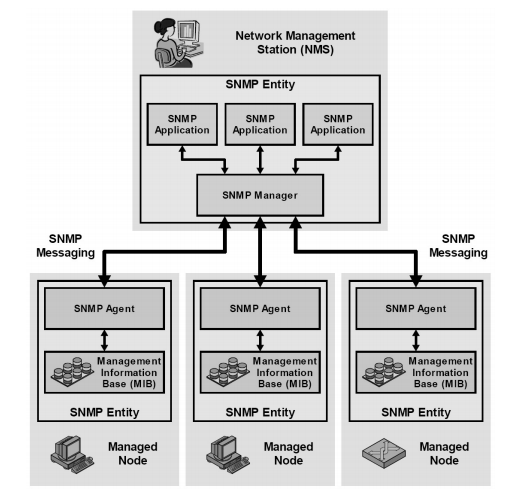 Network Management
Station (NMS)
SNMP Entity
SNMP
Application
SNMP
Application
SNMP
Application
SNMP Manager
SNMP
Messaging
SNMP
Messaging
SNMP Agent
Management
Information
Base (MIB)
SNMP Entity
Managed
Node
SNMP Agent
Management
Information
Base (MIB)
SNMP Entity
Managed
Node
SNMP Agent
Management
Information
Base (MIB)
SNMP Entity
Managed
Node